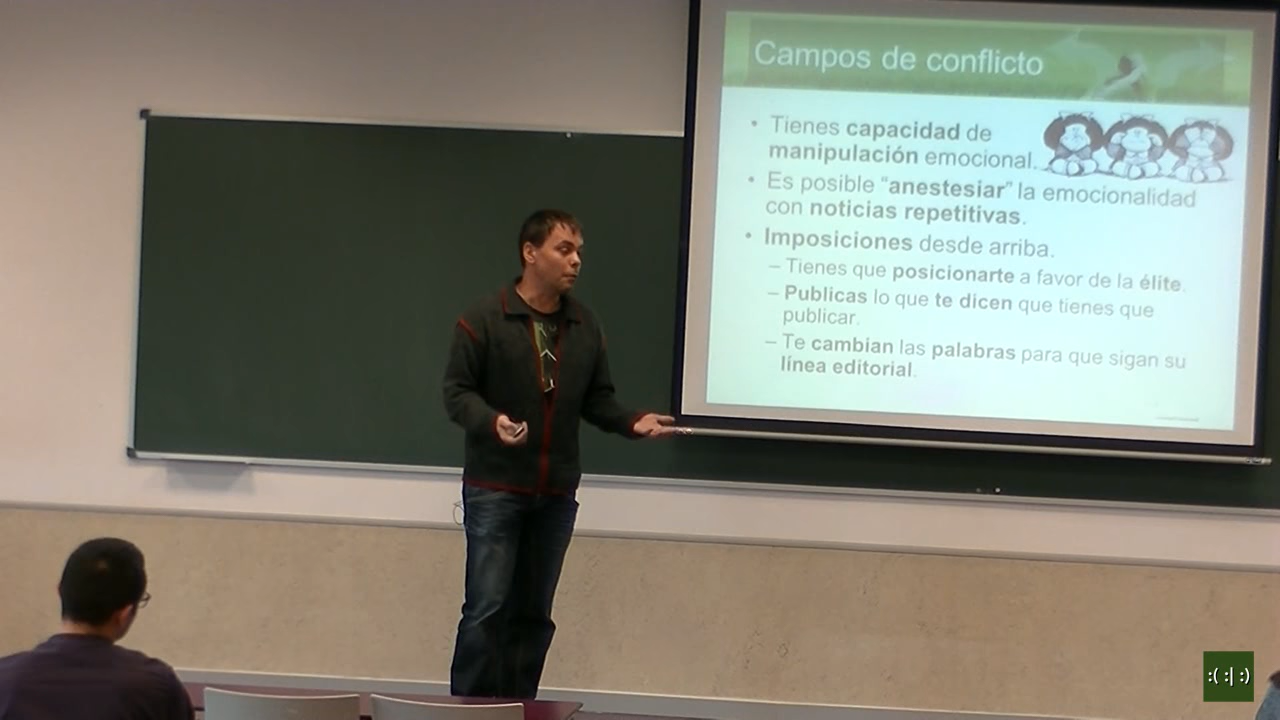 Campos de conflicto
• Tienes capacidad de
manipulación emocional.
• Es posible “anestesiar” la emocionalidad
con noticias repetitivas.
• Imposiciones desde arriba.
– Tienes que posicionarte a favor de la élite.
– Publicas lo que te dicen que tienes que
publicar.
– Te cambian las palabras para que sigan su
línea editorial.
:( :| :)